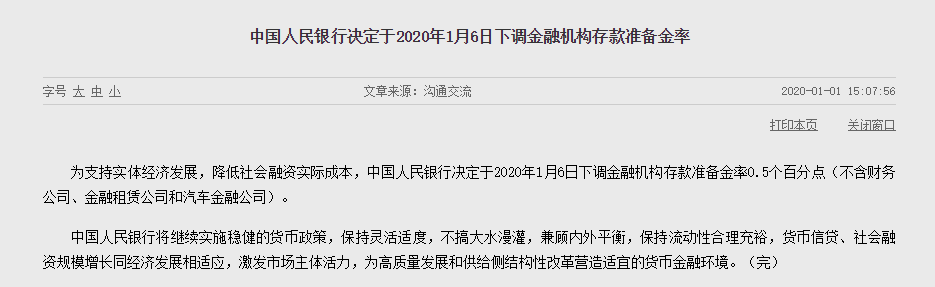 中国人民银行决定于2020年1月6日下调金融机构存款准备金率
字号 大 中 小 文章来源：沟通交流 2020-01-01 15:07:56
打印本页 关闭窗口
为支持实体经济发展，降低社会融资实际成本，中国人民银行决定于2020年1月6日下调金融机构存款准备金率0.5个百分点（不含财务
公司、金融租赁公司和汽车金融公司）。
中国人民银行将继续实施稳健的货币政策，保持灵活适度，不搞大水漫灌，兼顾内外平衡，保持流动性合理充裕，货币信贷、社会融
资规模增长同经济发展相适应，激发市场主体活力，为高质量发展和供给侧结构性改革营造适宜的货币金融环境。（完）